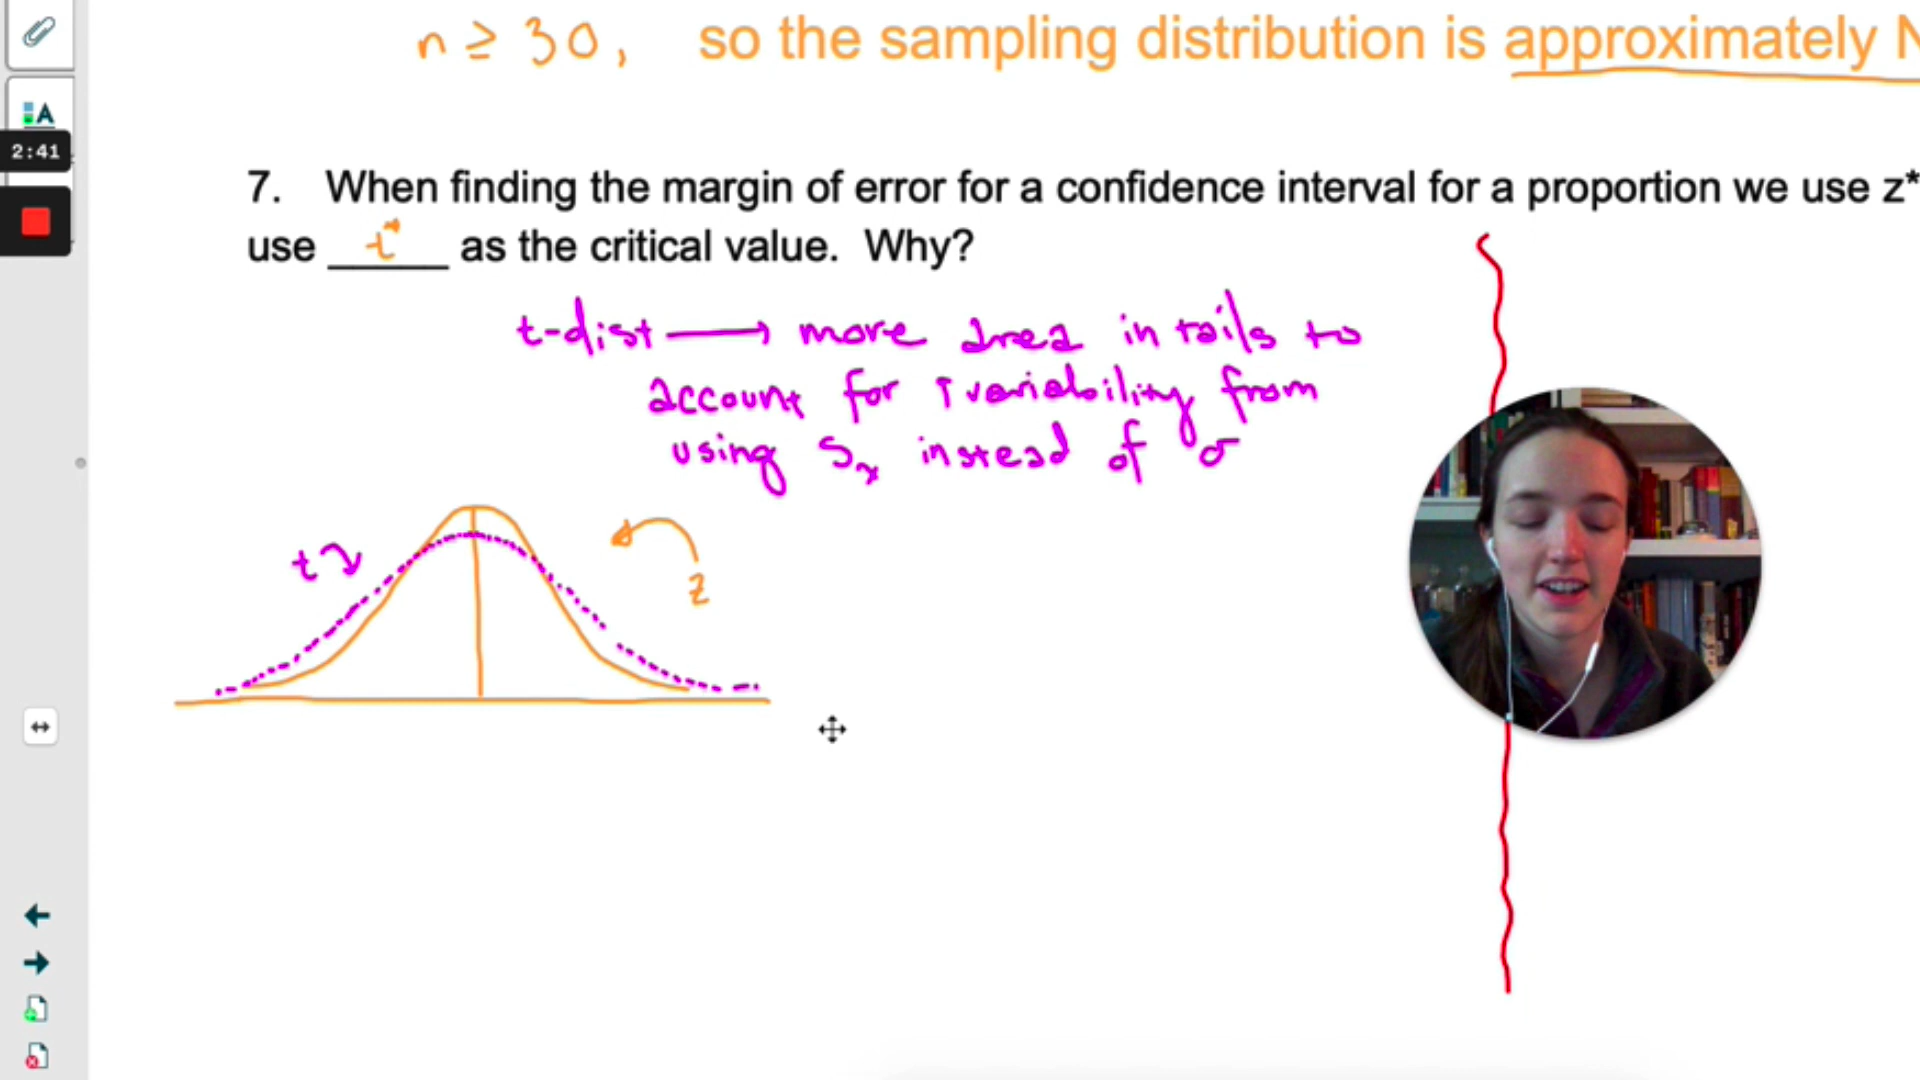 n ≥ 30, so the sampling distribution is approximately N
A
2:41
7. When finding the margin of error for a confidence interval for a proportion we use z*
use t* as the critical value. Why?
t-dist → more area in tails to
account for ↑ variability from
using Sx instead of σ
t
z